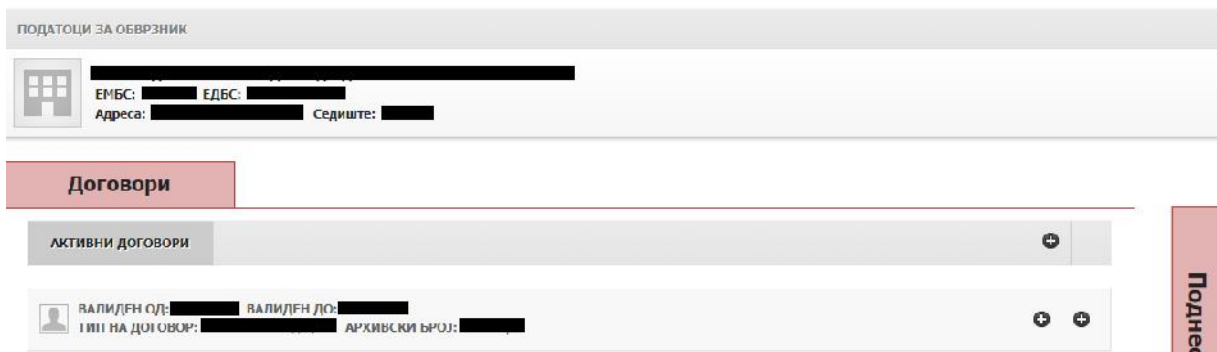 ПОДАТОЦИ ЗА ОБВРЗНИК
ЕМБС: ЕДБС:
Адреса: Седиште:
Договори
АКТИВНИ ДОГОВОРИ
ВАЛИДЕН ОД: ВАЛИДЕН ДО:
ТИП НА ДОГОВОР: АРХИВСКИ БРОЈ: